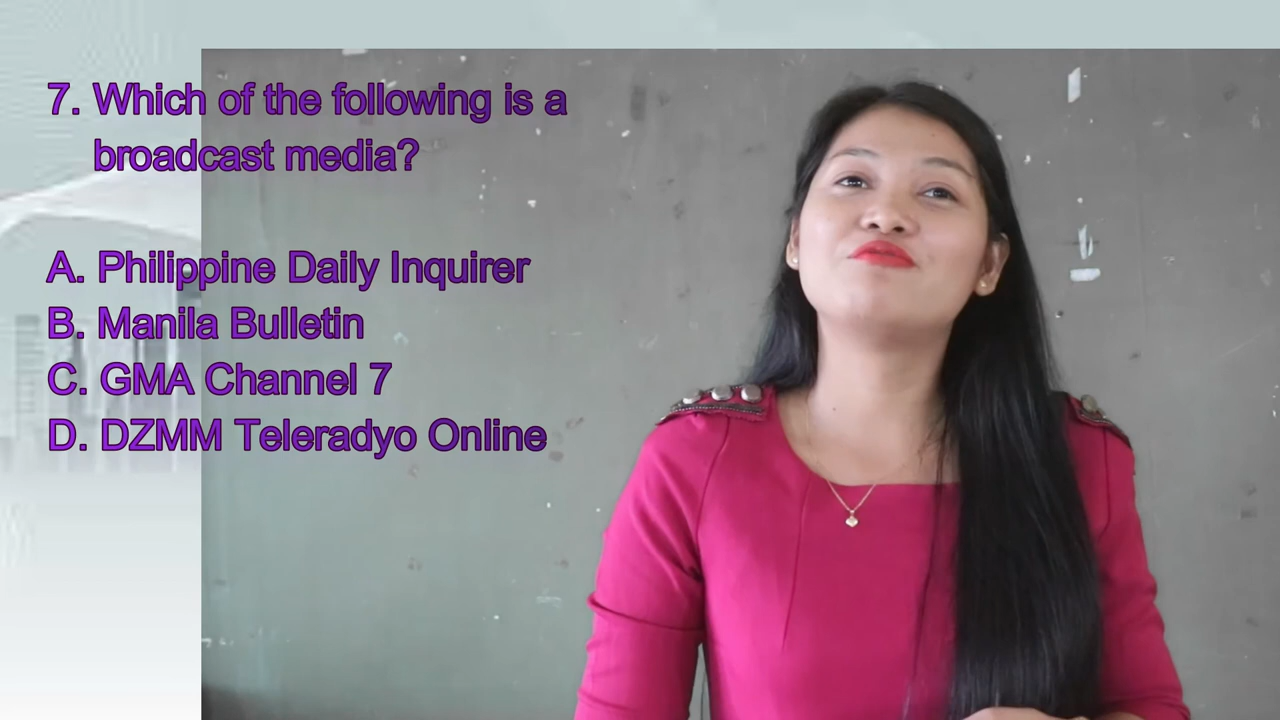 7. Which of the following is a
broadcast media?
A. Philippine Daily Inquirer
B. Manila Bulletin
C. GMA Channel 7
D. DZMM Teleradyo Online